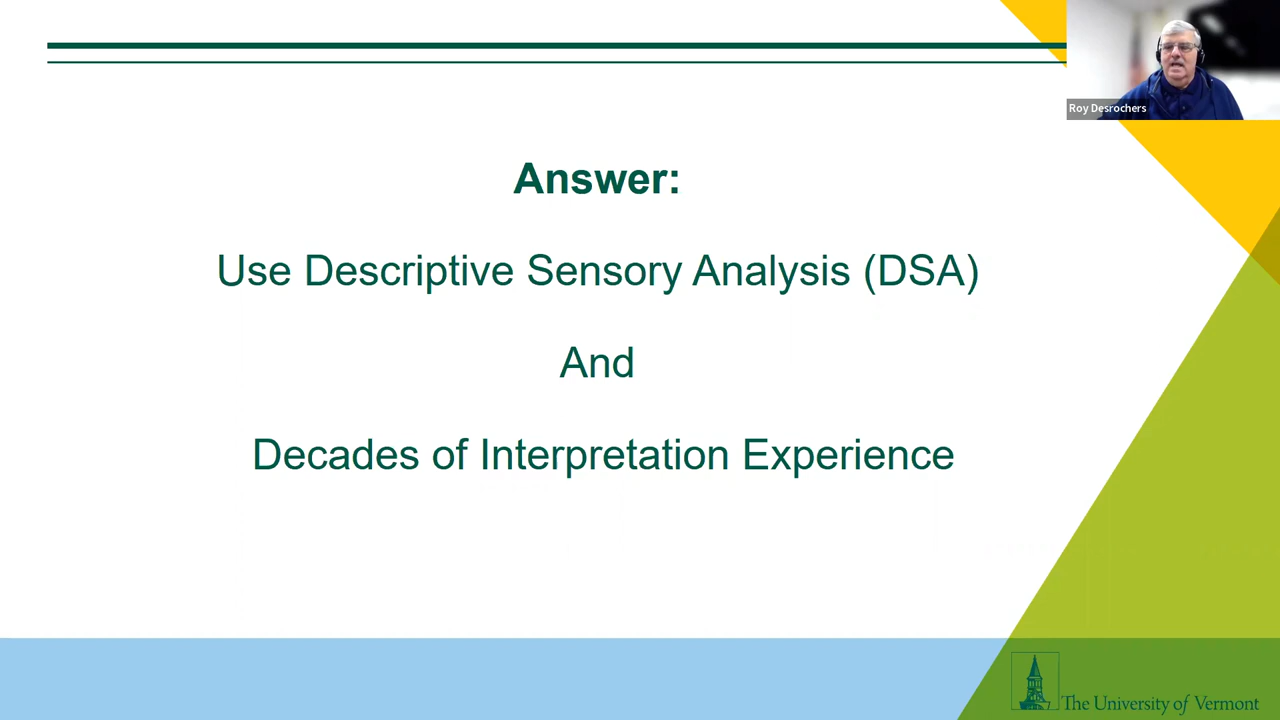 Roy Desrochers
Answer:
Use Descriptive Sensory Analysis (DSA)
And
Decades of Interpretation Experience
The University of Vermont